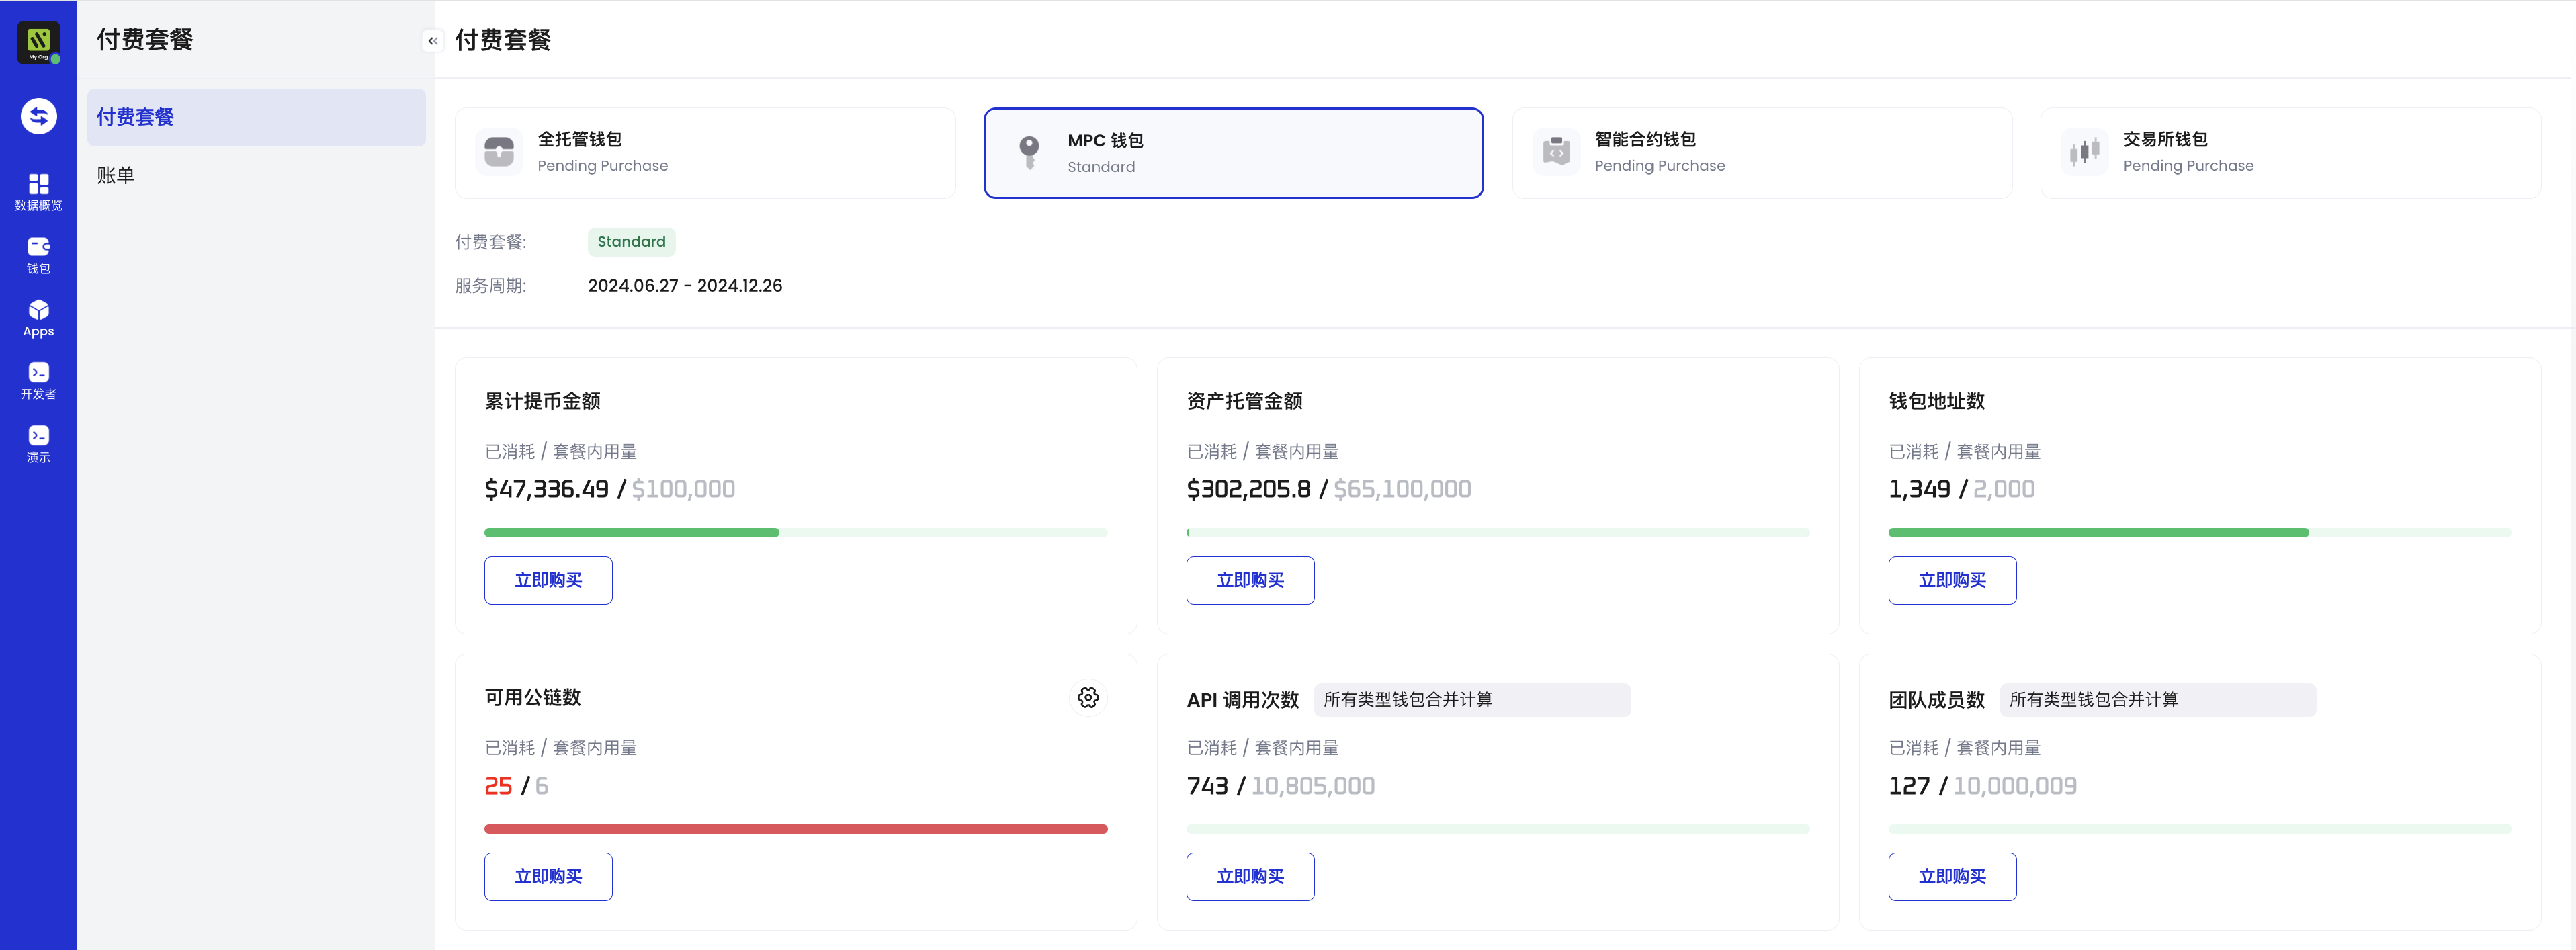 My Org
数据概览
钱包
Apps
开发者
演示
付费套餐
付费套餐
账单
付费套餐
全托管钱包
Pending Purchase
MPC 钱包
Standard
智能合约钱包
Pending Purchase
交易所钱包
Pending Purchase
付费套餐: Standard
服务周期: 2024.06.27 - 2024.12.26
累计提币金额
已消耗 / 套餐内用量
$47,336.49 / $100,000
立即购买
资产托管金额
已消耗 / 套餐内用量
$302,205.8 / $65,100,000
立即购买
钱包地址数
已消耗 / 套餐内用量
1,349 / 2,000
立即购买
可用公链数
已消耗 / 套餐内用量
25 / 6
立即购买
API 调用次数 所有类型钱包合并计算
已消耗 / 套餐内用量
743 / 10,805,000
立即购买
团队成员数 所有类型钱包合并计算
已消耗 / 套餐内用量
127 / 10,000,009
立即购买